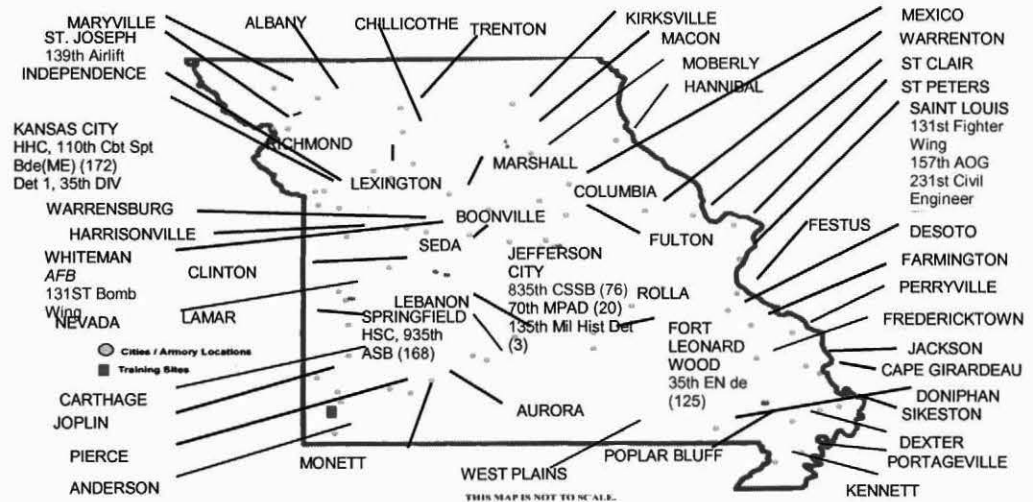 MARYVILLE
ST. JOSEPH
139th Airlift
INDEPENDENCE
ALBANY
CHILLICOTHE
TRENTON
KIRKSVILLE
MACON
MOBERLY
HANNIBAL
MEXICO
WARRENTON
ST CLAIR
ST PETERS
SAINT LOUIS
131st Fighter
Wing
157th AOG
231st Civil
Engineer
KANSAS CITY
HHC, 110th Cbt Spt
Bde(ME) (172)
Det 1, 35th DIV
RICHMOND
LEXINGTON
MARSHALL
COLUMBIA
WARRENSBURG
HARRISONVILLE
WHITEMAN
AFB
131ST Bomb
Wing
NEVADA
CLINTON
LAMAR
BOONVILLE
SEDA
FULTON
FESTUS
DESOTO
FARMINGTON
PERRYVILLE
FREDERICKTOWN
JACKSON
CAPE GIRARDEAU
DONIPHAN
SIKESTON
DEXTER
PORTAGEVILLE
KENNETT
JEFFERSON
CITY
835th CSSB (76)
70th MPAD (20)
135th Mil Hist Det
(3)
LEBANON
SPRINGFIELD
HSC, 935th
ASB (168)
ROLLA
FORT
LEONARD
WOOD
35th EN de
(125)
Cities / Armory Locations
Training Sites
CARTHAGE
JOPLIN
PIERCE
ANDERSON
MONETT
AURORA
WEST PLAINS
POPLAR BLUFF
THIS MAP IS NOT TO SCALE.